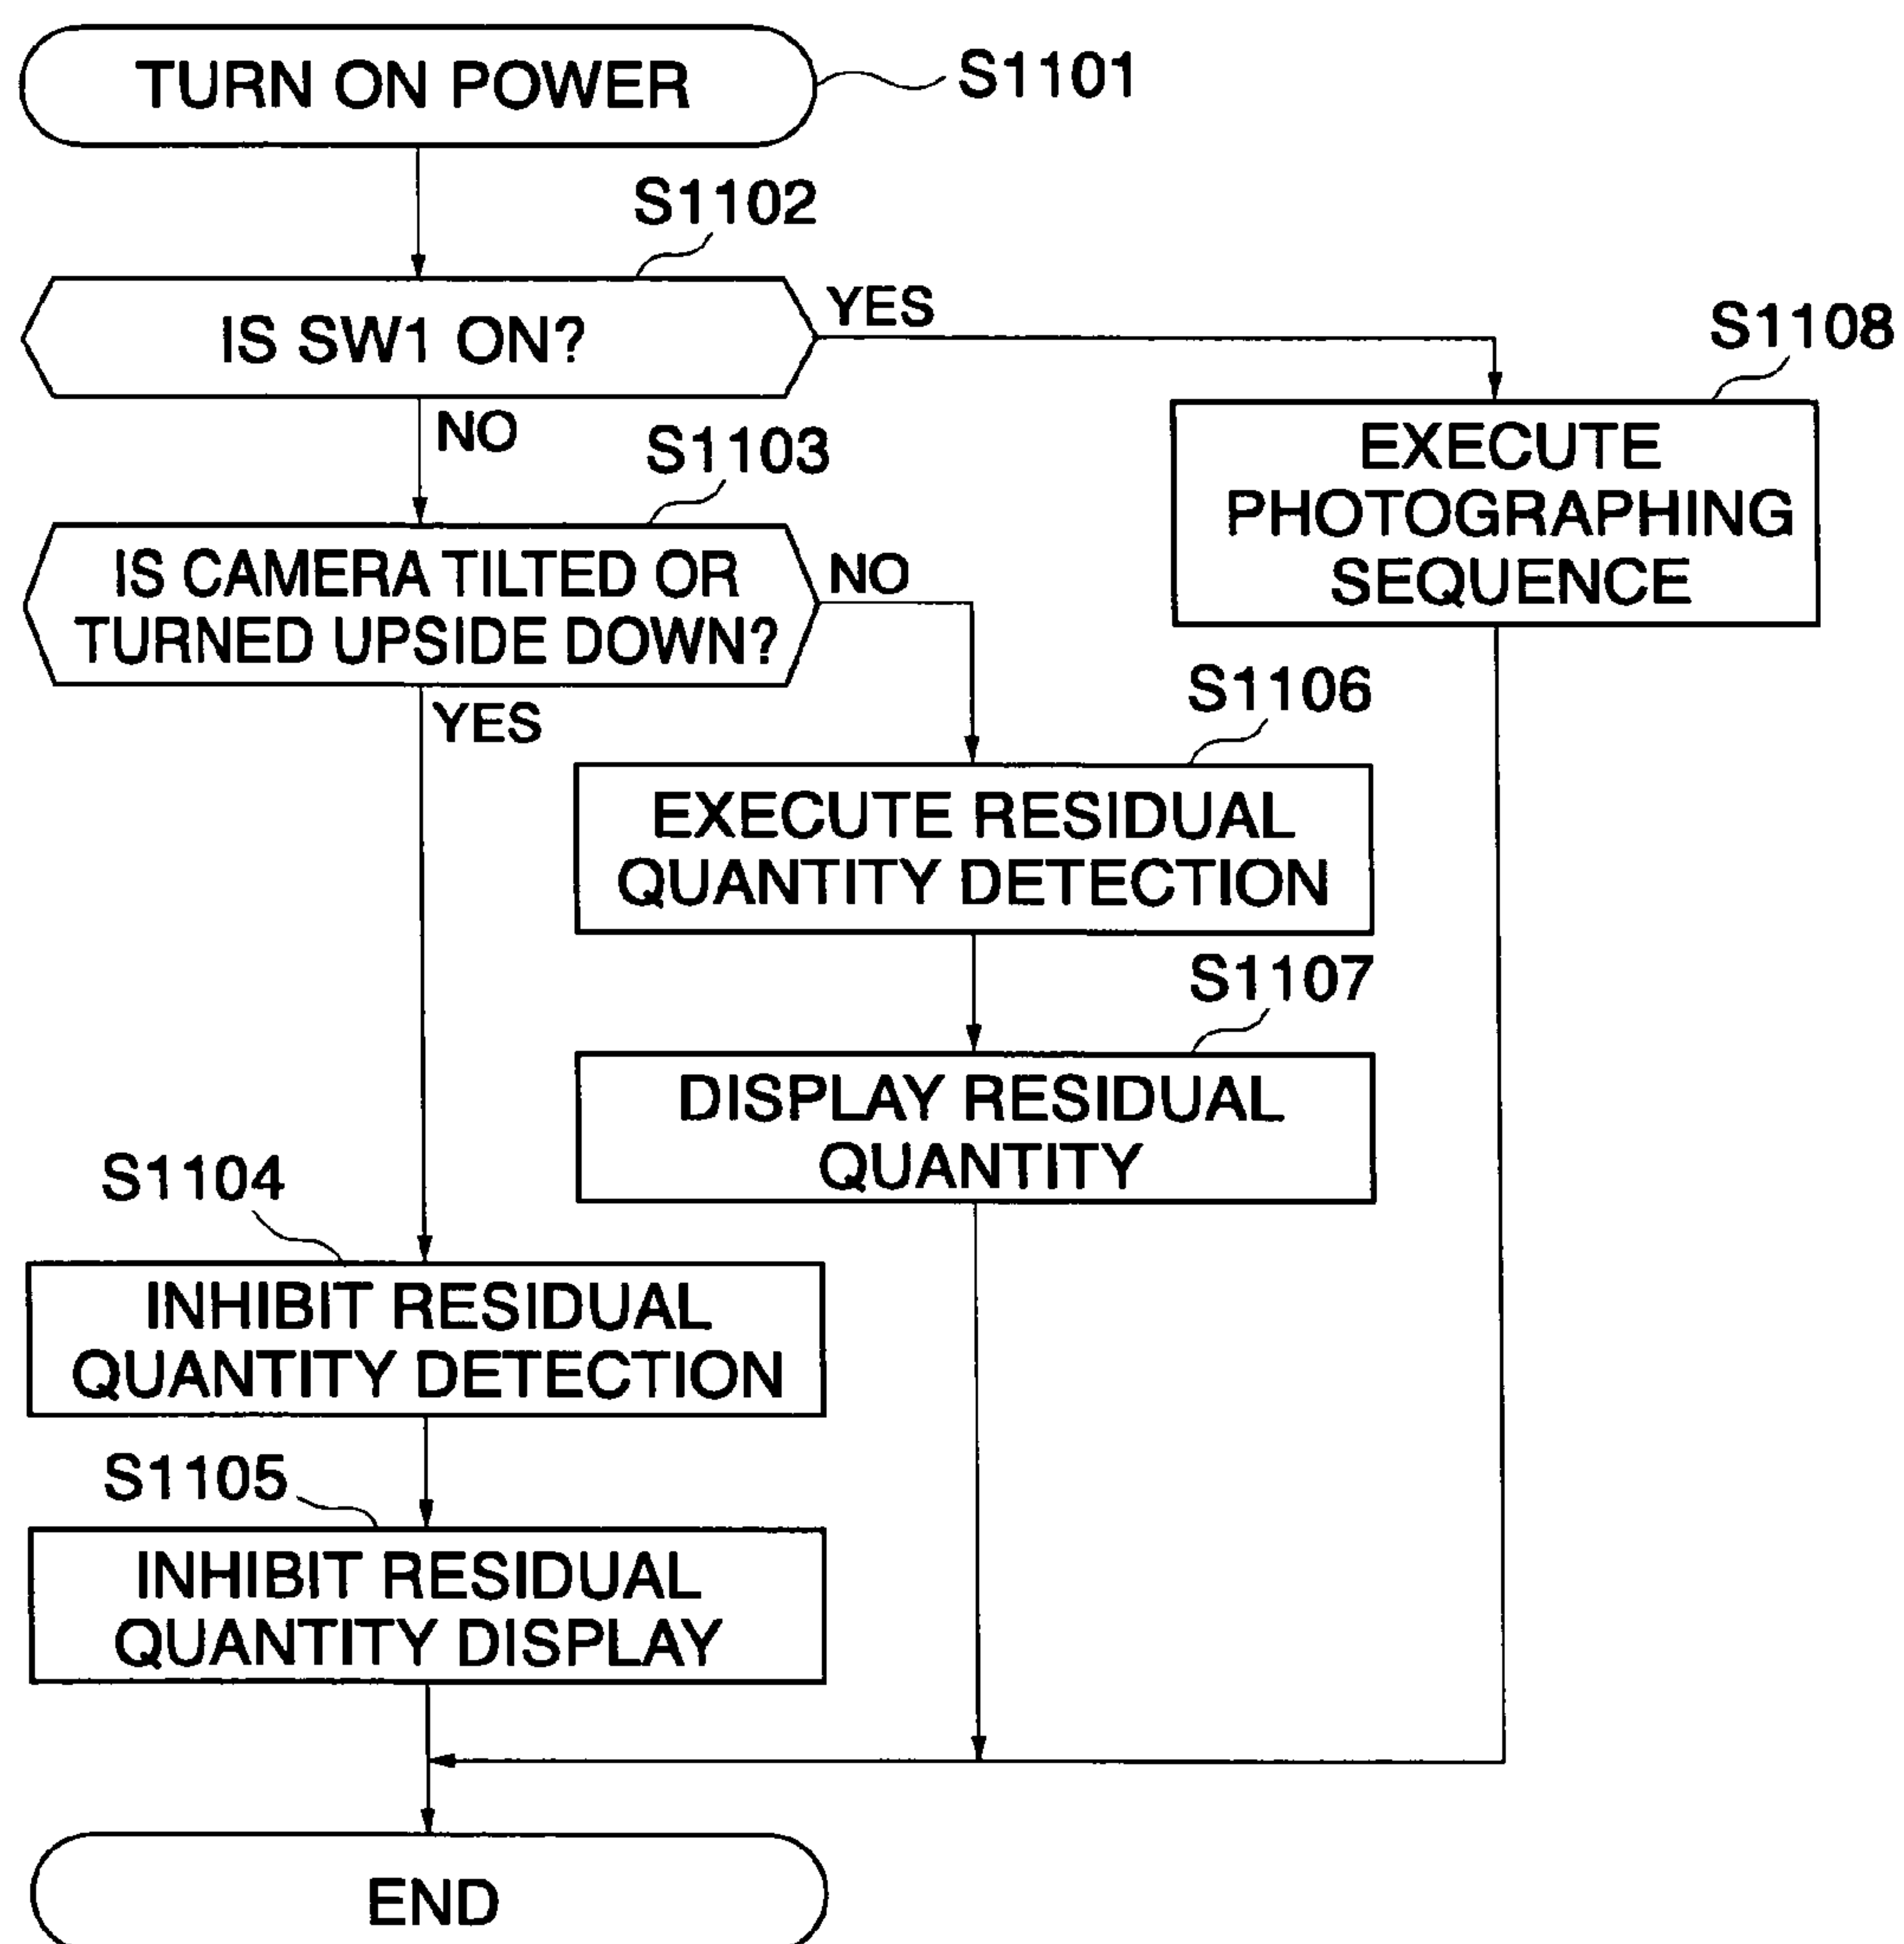 TURN ON POWER
S1101
S1102
IS SW1 ON?
YES
NO
S1108
EXECUTE
PHOTOGRAPHING
SEQUENCE
S1103
IS CAMERA TILTED OR
TURNED UPSIDE DOWN?
NO
YES
S1106
EXECUTE RESIDUAL
QUANTITY DETECTION
S1107
DISPLAY RESIDUAL
QUANTITY
S1104
INHIBIT RESIDUAL
QUANTITY DETECTION
S1105
INHIBIT RESIDUAL
QUANTITY DISPLAY
END